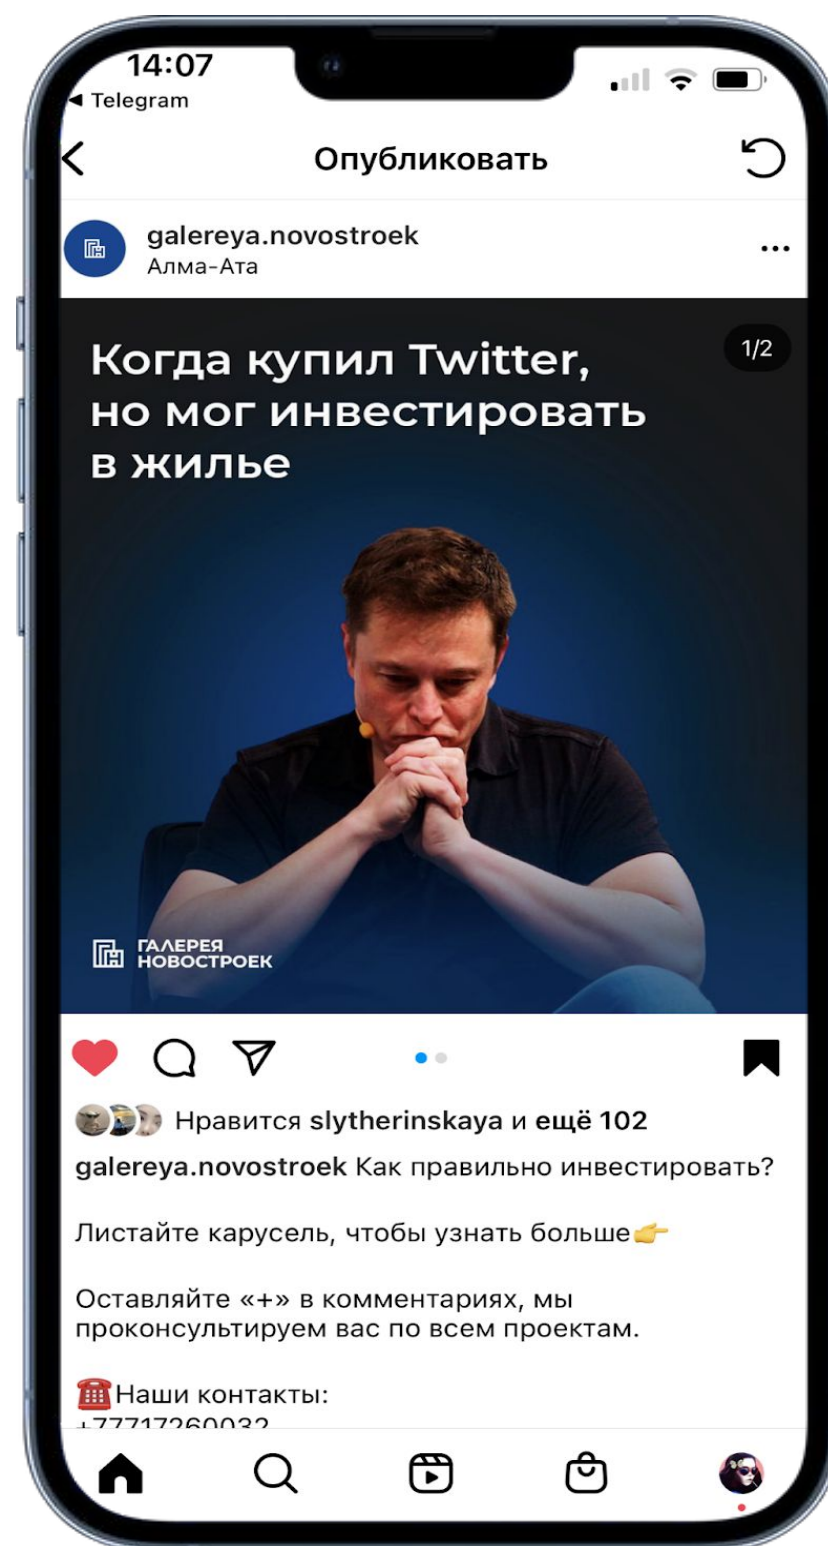 14:07
◀ Telegram
Опубликовать
galereya.novostroek
Алма-Ата
Когда купил Twitter,
но мог инвестировать
в жилье
1/2
ГАЛЕРЕЯ
НОВОСТРОЕК
Нравится slytherinskaya и ещё 102
galereya.novostroek Как правильно инвестировать?
Листайте карусель, чтобы узнать больше👉
Оставляйте «+» в комментариях, мы
проконсультируем вас по всем проектам.
☎️Наши контакты:
+77717260032